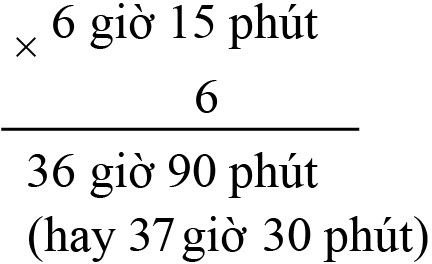 × 6 giờ 15 phút
6
36 giờ 90 phút
(hay 37 giờ 30 phút)